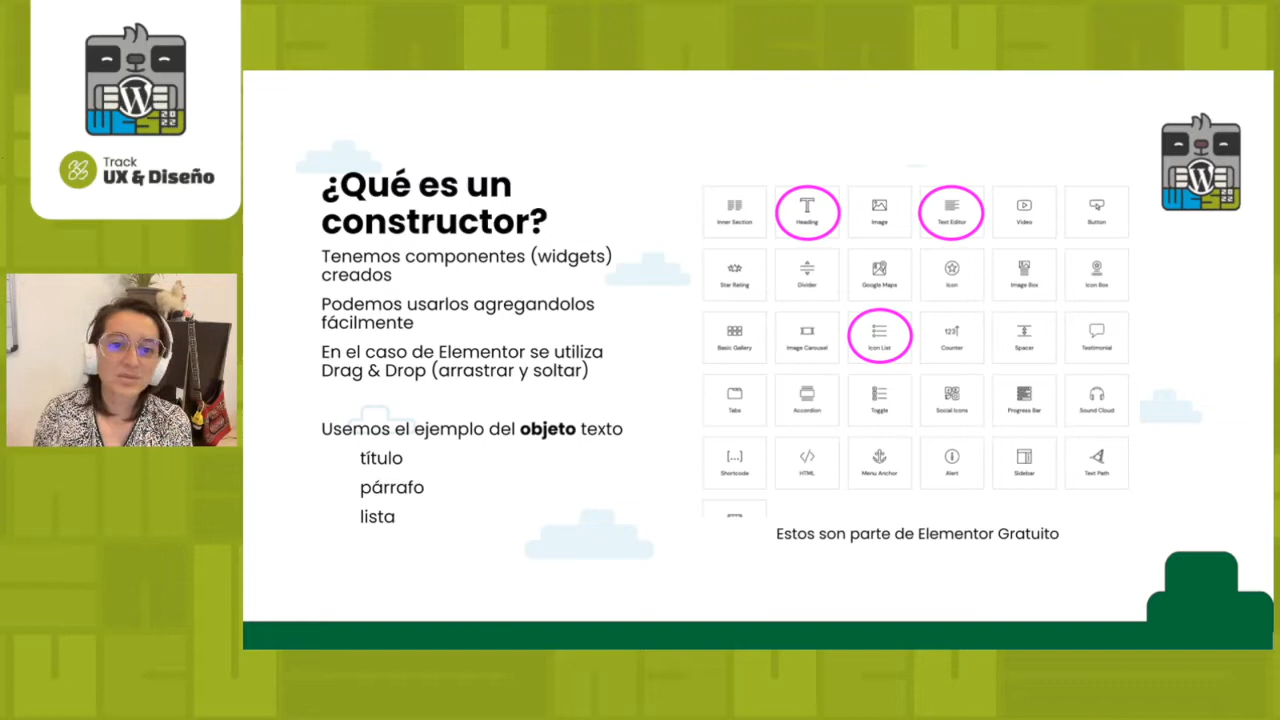 WESJ
2022
Track
UX & Diseño
¿Qué es un
constructor?
Tenemos componentes (widgets)
creados
Podemos usarlos agregandolos
fácilmente
En el caso de Elementor se utiliza
Drag & Drop (arrastrar y soltar)
Usemos el ejemplo del objeto texto
título
párrafo
lista
Inner Section
Heading
Image
Text Editor
Video
Button
Star Rating
Divider
Google Maps
Icon
Image Box
Icon Box
Basic Gallery
Image Carousel
Icon List
Counter
Spacer
Testimonial
Tabs
Accordion
Toggle
Social Icons
Progress Bar
Sound Cloud
Shortcode
HTML
Menu Anchor
Alert
Sidebar
Text Path
Estos son parte de Elementor Gratuito